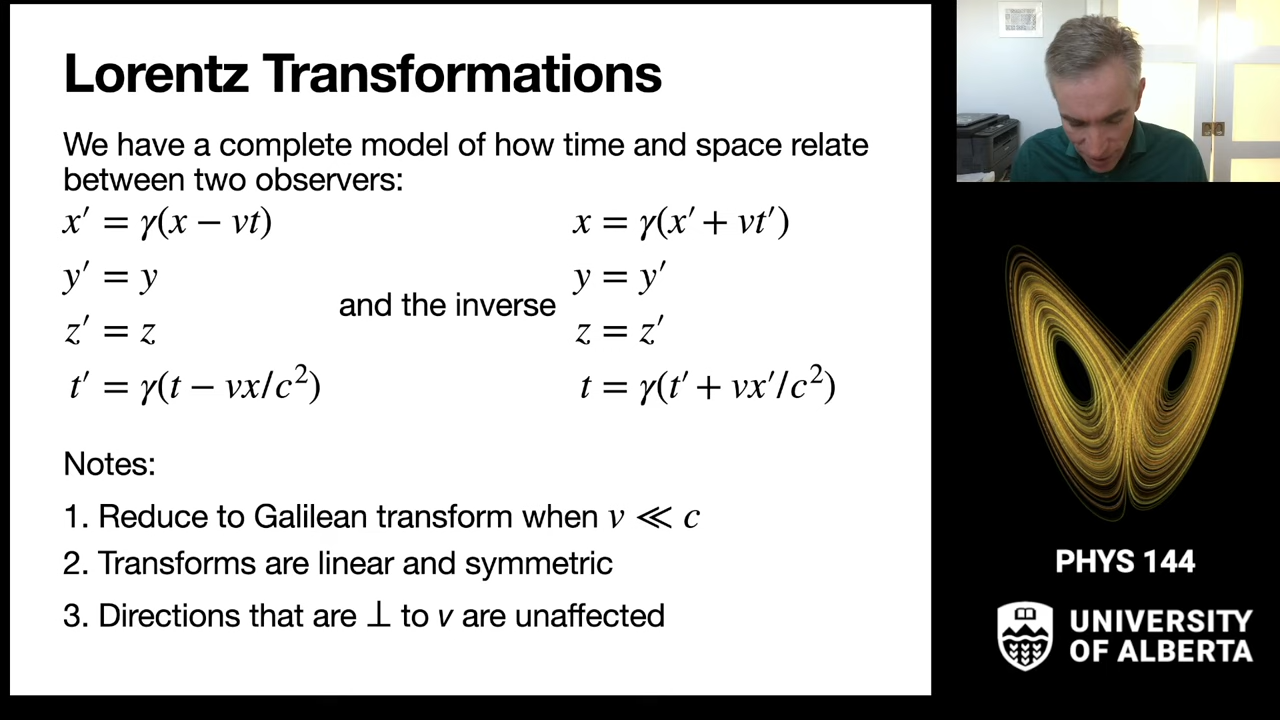 Lorentz Transformations
We have a complete model of how time and space relate
between two observers:
x′ = γ(x − vt)
y′ = y
z′ = z
t′ = γ(t − vx/c²)
and the inverse
x = γ(x′ + vt′)
y = y′
z = z′
t = γ(t′ + vx′/c²)
Notes:
1. Reduce to Galilean transform when v ≪ c
2. Transforms are linear and symmetric
3. Directions that are ⊥ to v are unaffected
PHYS 144
UNIVERSITY
OF ALBERTA